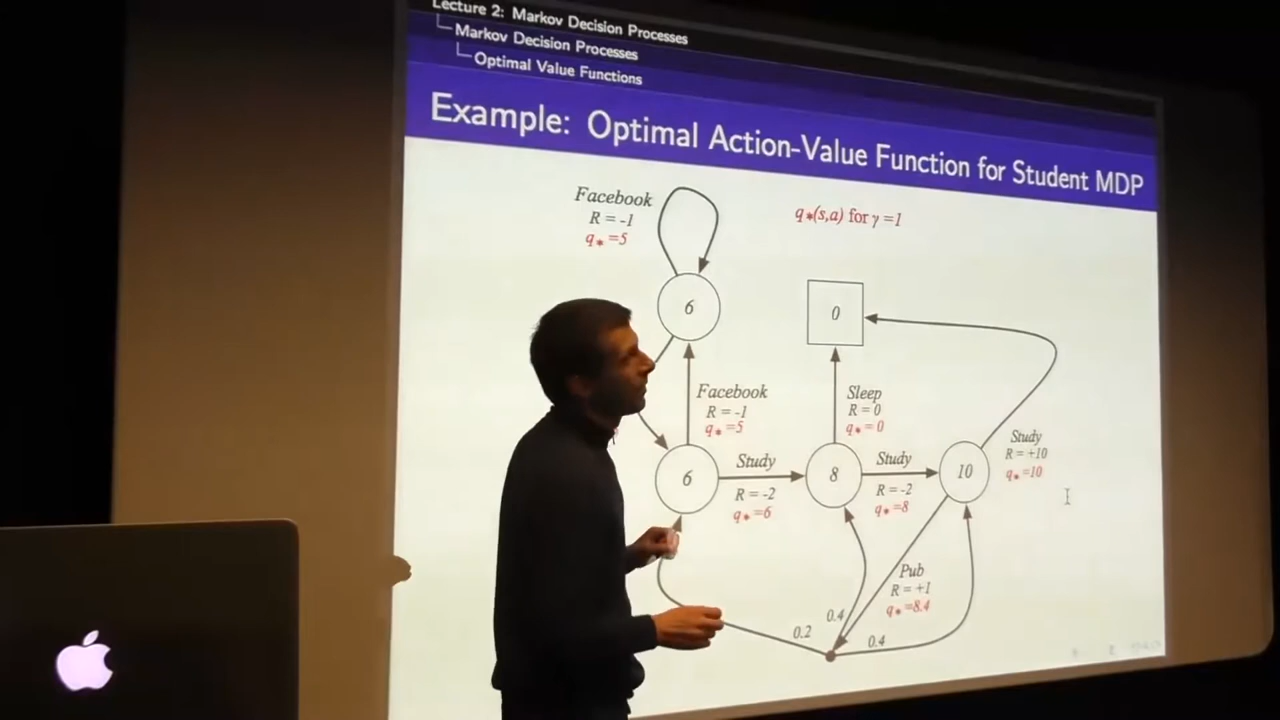 Lecture 2: Markov Decision Processes
Markov Decision Processes
Optimal Value Functions
Example: Optimal Action-Value Function for Student MDP
Facebook
R = -1
q* =5
q*(s,a) for γ =1
6
0
Facebook
R = -1
q* =5
Sleep
R = 0
q* = 0
Study
R = +10
q* =10
6
Study
R = -2
q* =6
8
Study
R = -2
q* =8
10
Pub
R = +1
q* =8.4
0.2
0.4
0.4